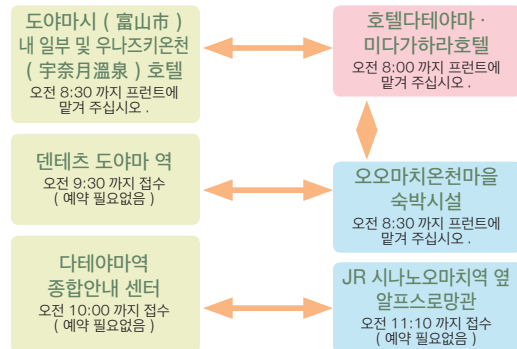 도야마시 ( 富山市 )
내 일부 및 우나즈키온천
( 宇奈月溫泉 ) 호텔
오전 8:30 까지 프런트에
맡겨 주십시오 .
호텔다테야마 ·
미다가하라호텔
오전 8:00 까지 프런트에
맡겨 주십시오 .
덴테츠 도야마 역
오전 9:30 까지 접수
( 예약 필요없음 )
오오마치온천마을
숙박시설
오전 8:30 까지 프런트에
맡겨 주십시오 .
다테야마역
종합안내 센터
오전 10:00 까지 접수
( 예약 필요없음 )
JR 시나노오마치역 옆
알프스로망관
오전 11:10 까지 접수
( 예약 필요없음 )